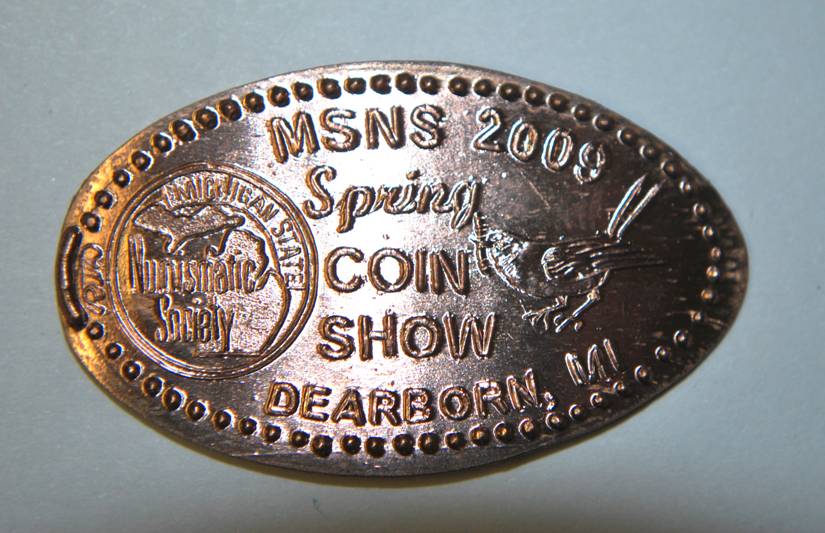 MSNS 2009
Spring
COIN
SHOW
DEARBORN, MI
MICHIGAN STATE
Numismatic
Society